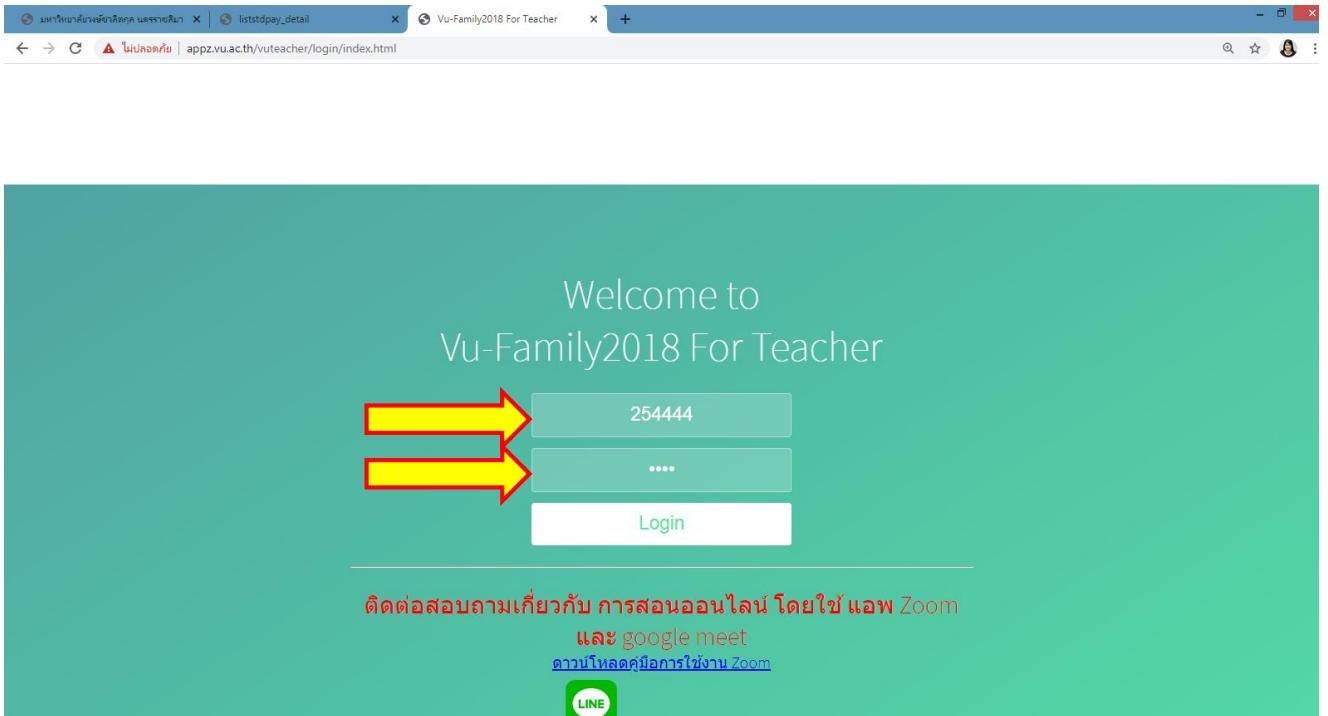 มหาวิทยาลัยวงษ์ชวลิตกุล นครราชสีมา
liststdpay_detail
Vu-Family2018 For Teacher
ไม่ปลอดภัย | appz.vu.ac.th/vuteacher/login/index.html
Welcome to
Vu-Family2018 For Teacher
254444
••••
Login
ติดต่อสอบถามเกี่ยวกับ การสอนออนไลน์ โดยใช้ แอพ Zoom
และ google meet
ดาวน์โหลดคู่มือการใช้งาน Zoom
LINE